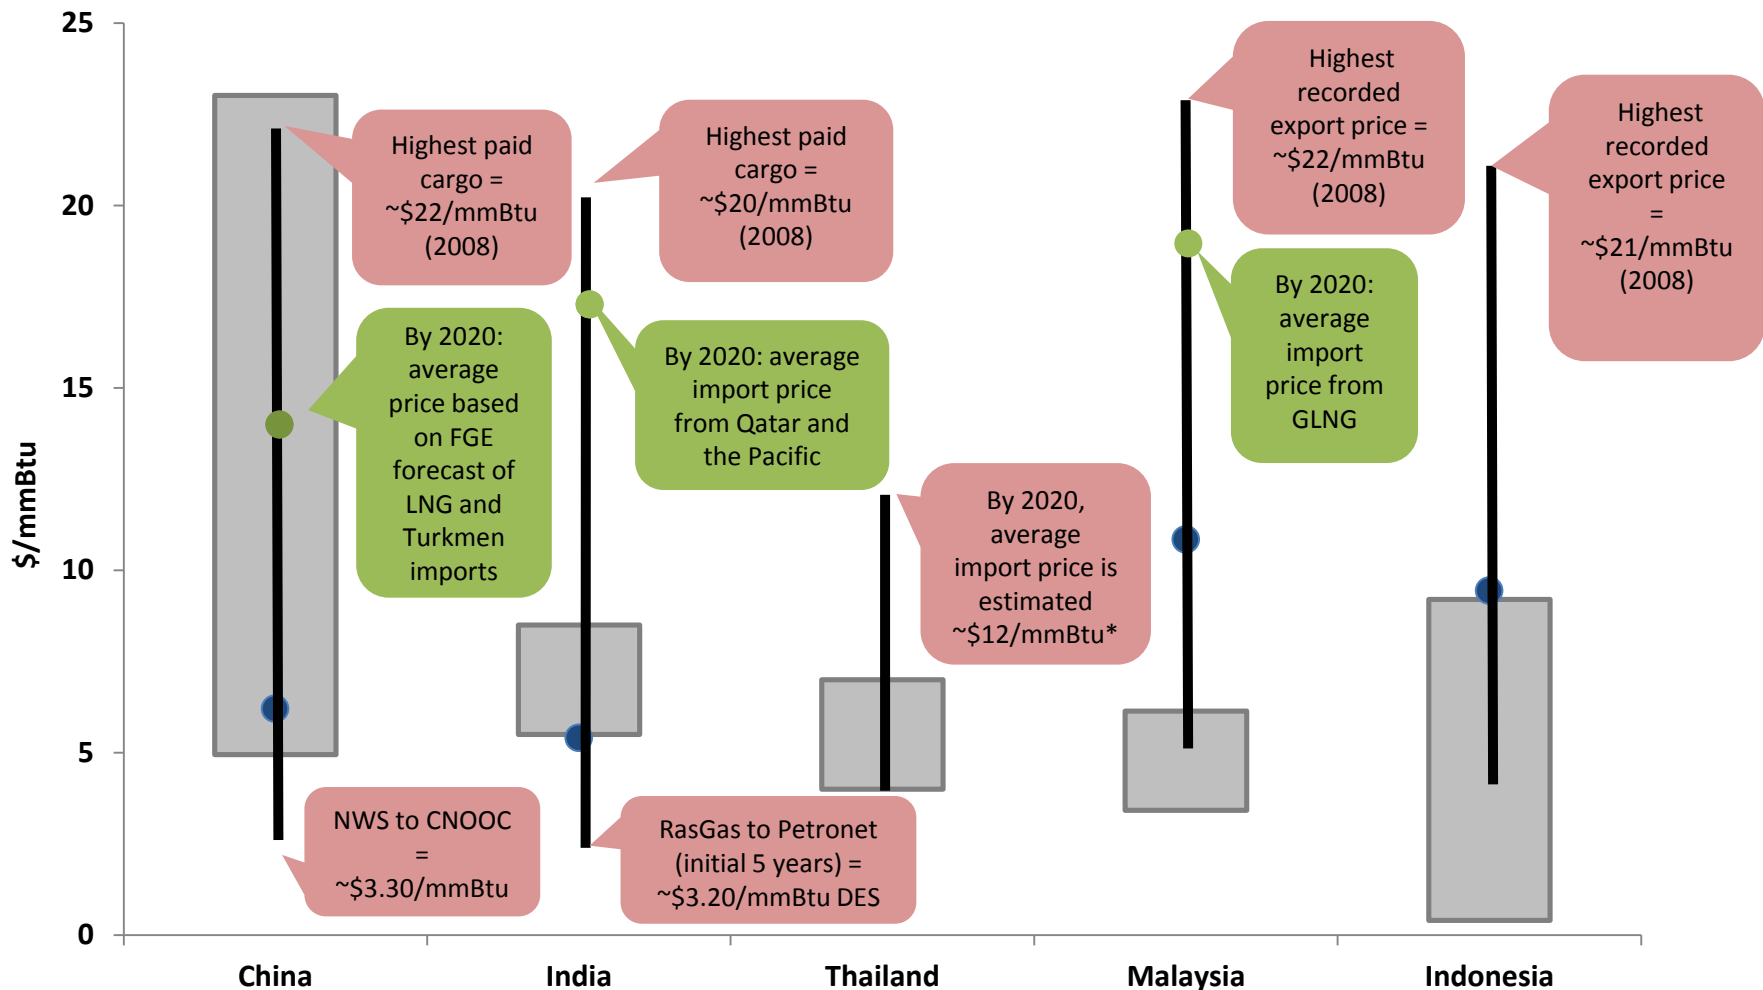 25
20
15
10
5
0
$/mmBtu
Highest paid
cargo =
~$22/mmBtu
(2008)
By 2020:
average
price based
on FGE
forecast of
LNG and
Turkmen
imports
NWS to CNOOC
=
~$3.30/mmBtu
Highest paid
cargo =
~$20/mmBtu
(2008)
By 2020: average
import price
from Qatar and
the Pacific
RasGas to Petronet
(initial 5 years) =
~$3.20/mmBtu DES
By 2020,
average
import price is
estimated
~$12/mmBtu*
Highest
recorded
export price =
~$22/mmBtu
(2008)
By 2020:
average
import
price from
GLNG
Highest
recorded
export price
=
~$21/mmBtu
(2008)
China
India
Thailand
Malaysia
Indonesia